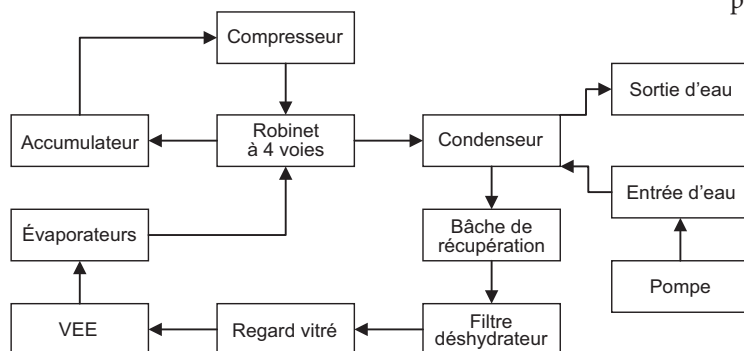 p
Compresseur
Sortie d'eau
Accumulateur
Robinet
à 4 voies
Condenseur
Entrée d'eau
Évaporateurs
Bâche de
récupération
Pompe
VEE
Regard vitré
Filtre
déshydrateur